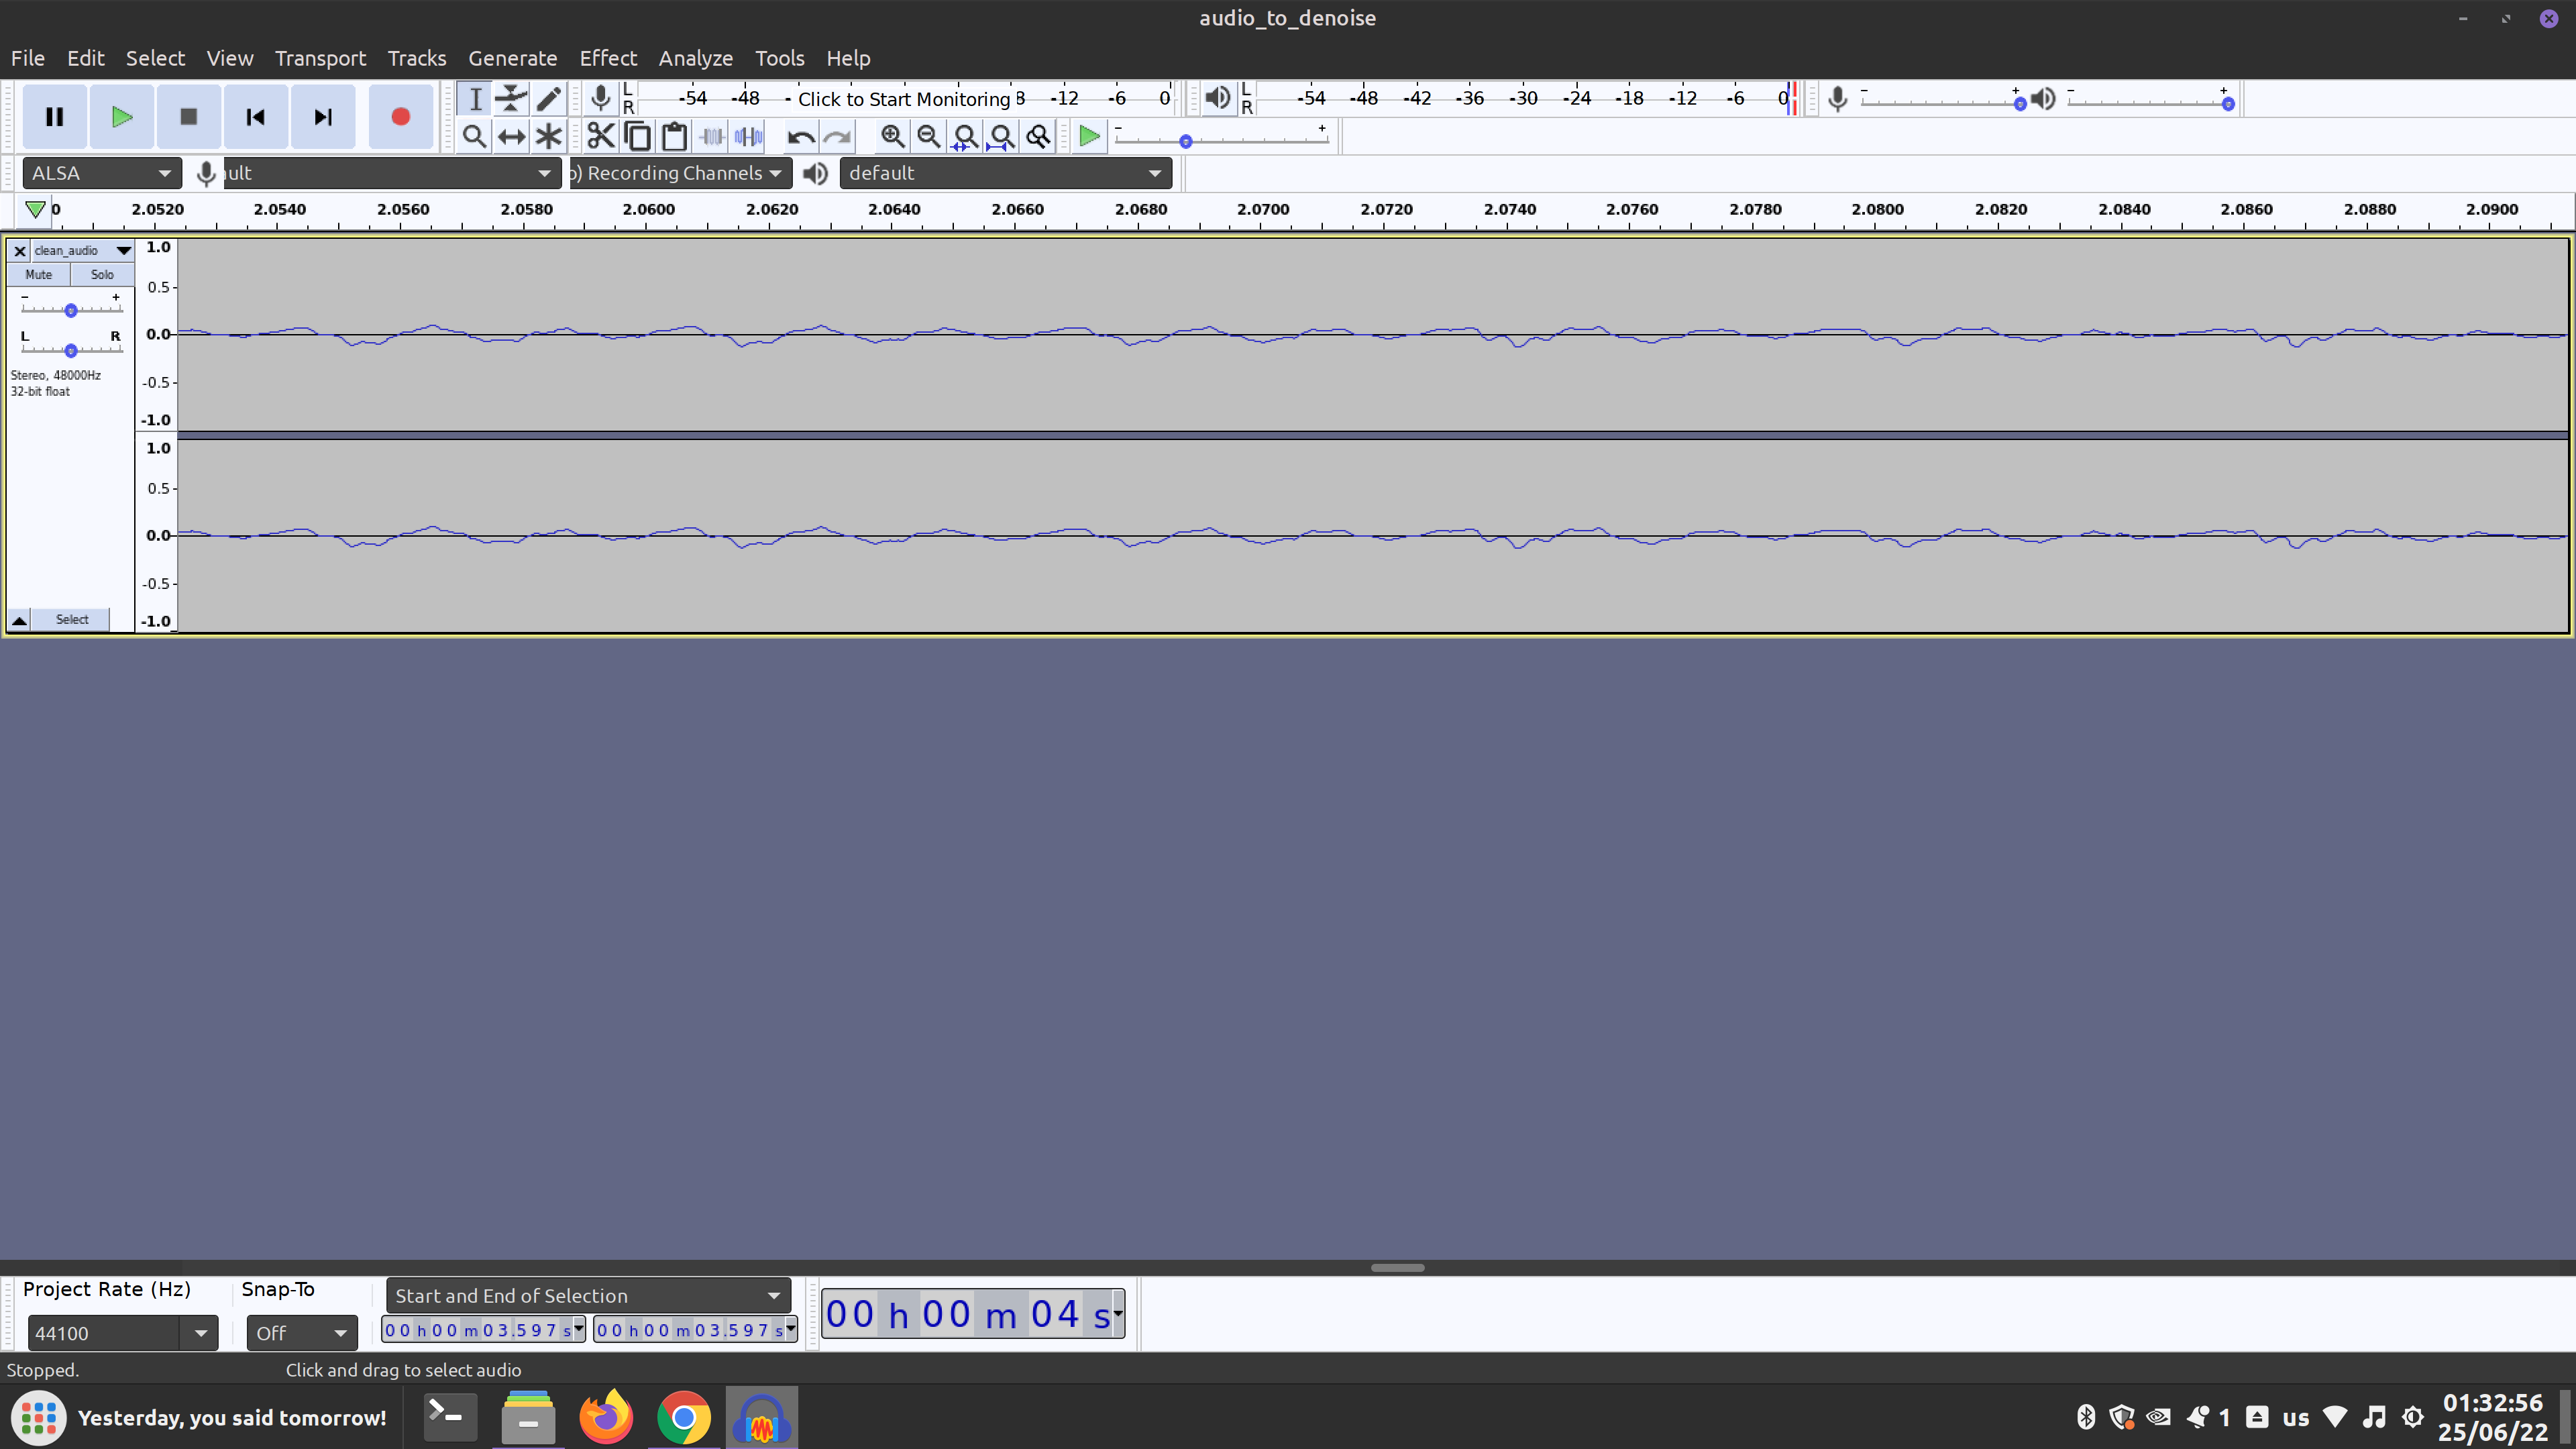 audio_to_denoise
File Edit Select View Transport Tracks Generate Effect Analyze Tools Help
L -54 -48 - Click to Start Monitoring 8 -12 -6 0 L -54 -48 -42 -36 -30 -24 -18 -12 -6 0 - + - +
R R
- +
ALSA ult o) Recording Channels default
0 2.0520 2.0540 2.0560 2.0580 2.0600 2.0620 2.0640 2.0660 2.0680 2.0700 2.0720 2.0740 2.0760 2.0780 2.0800 2.0820 2.0840 2.0860 2.0880 2.0900
clean_audio 1.0
Mute Solo
- + 0.5
L R 0.0
Stereo, 48000Hz -0.5
32-bit float
-1.0
1.0
0.5
0.0
-0.5
Select -1.0
Project Rate (Hz) Snap-To Start and End of Selection
44100 Off 00 h 00 m 03.597 s 00 h 00 m 03.597 s 00 h 00 m 04 s
Stopped. Click and drag to select audio
Yesterday, you said tomorrow! 1 us 01:32:56
25/06/22